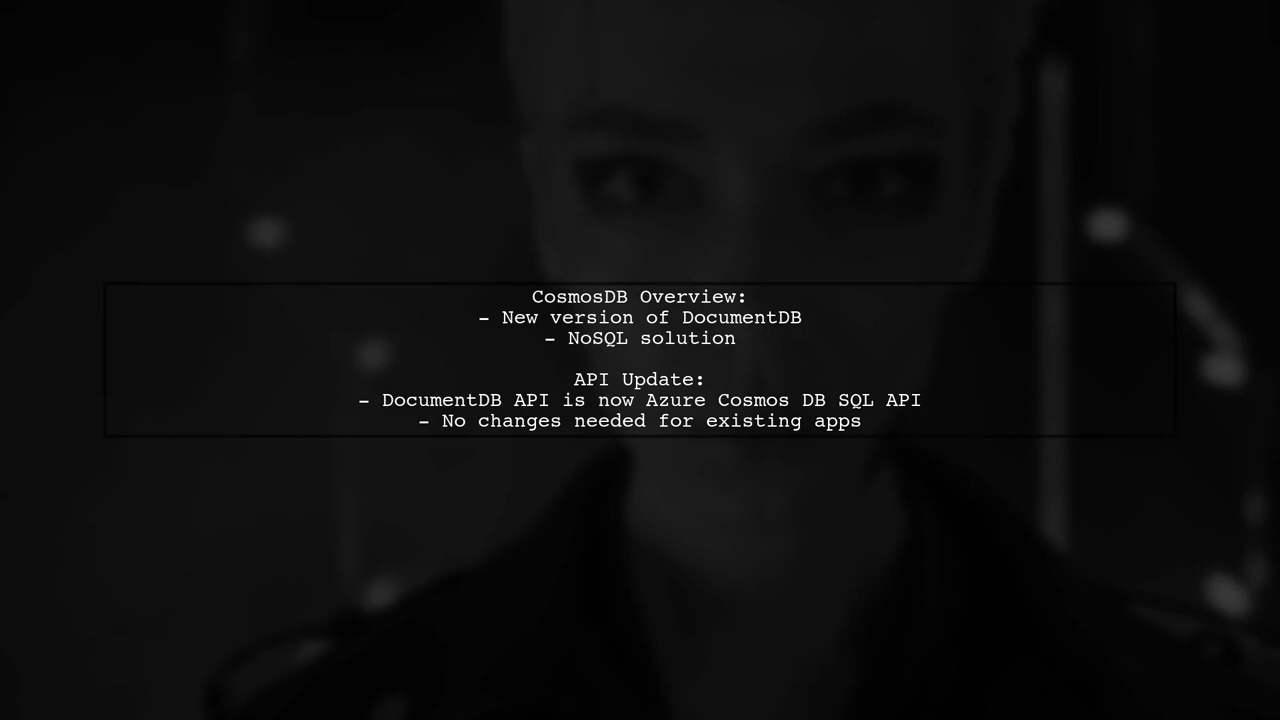 CosmosDB Overview:
- New version of DocumentDB
- NoSQL solution
API Update:
- DocumentDB API is now Azure Cosmos DB SQL API
- No changes needed for existing apps